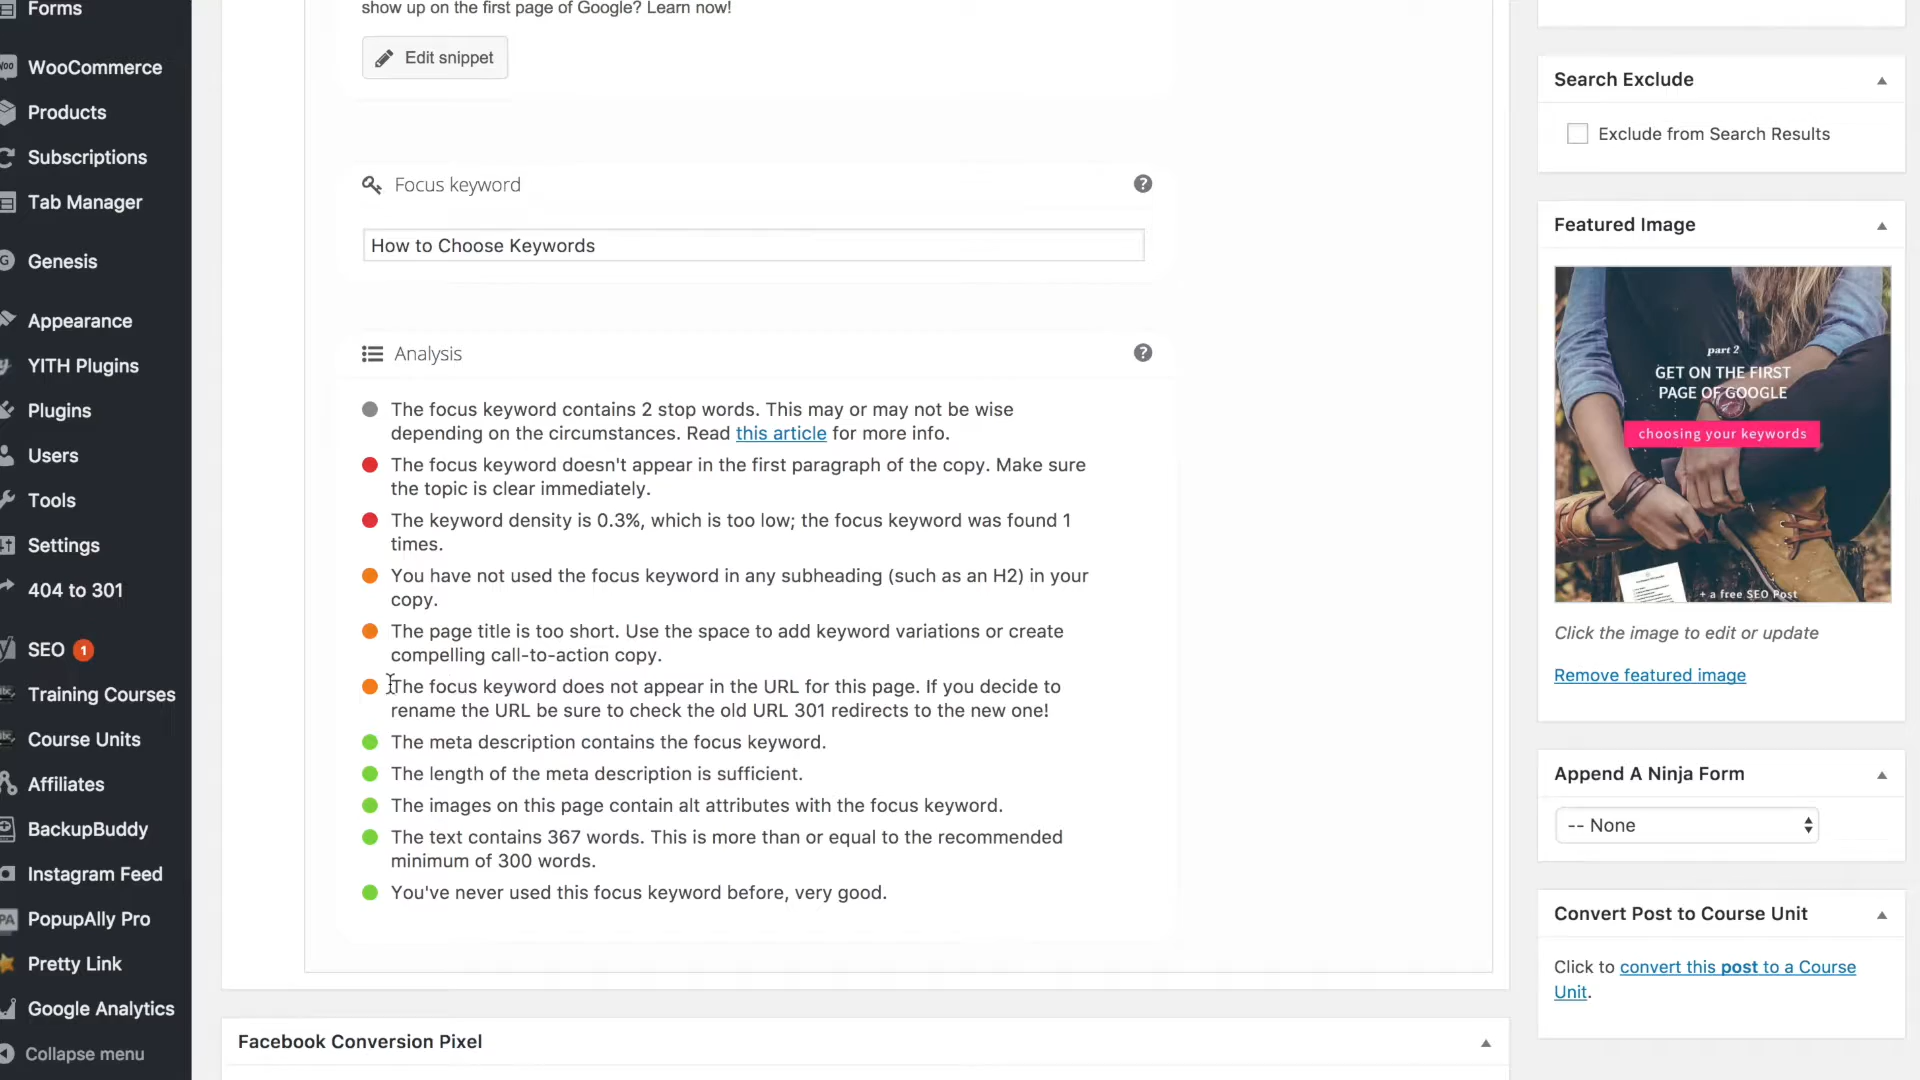 Forms
WooCommerce
Products
Subscriptions
Tab Manager
Genesis
Appearance
YITH Plugins
Plugins
Users
Tools
Settings
404 to 301
SEO 1
Training Courses
Course Units
Affiliates
BackupBuddy
Instagram Feed
PopupAlly Pro
Pretty Link
Google Analytics
Collapse menu
show up on the first page of Google? Learn now!
Edit snippet
Focus keyword
How to Choose Keywords
Analysis
The focus keyword contains 2 stop words. This may or may not be wise
depending on the circumstances. Read this article for more info.
The focus keyword doesn't appear in the first paragraph of the copy. Make sure
the topic is clear immediately.
The keyword density is 0.3%, which is too low; the focus keyword was found 1
times.
You have not used the focus keyword in any subheading (such as an H2) in your
copy.
The page title is too short. Use the space to add keyword variations or create
compelling call-to-action copy.
The focus keyword does not appear in the URL for this page. If you decide to
rename the URL be sure to check the old URL 301 redirects to the new one!
The meta description contains the focus keyword.
The length of the meta description is sufficient.
The images on this page contain alt attributes with the focus keyword.
The text contains 367 words. This is more than or equal to the recommended
minimum of 300 words.
You've never used this focus keyword before, very good.
Facebook Conversion Pixel
Search Exclude
Exclude from Search Results
Featured Image
part 2
GET ON THE FIRST
PAGE OF GOOGLE
choosing your keywords
+ a free SEO Post
Click the image to edit or update
Remove featured image
Append A Ninja Form
-- None
Convert Post to Course Unit
Click to convert this post to a Course
Unit.